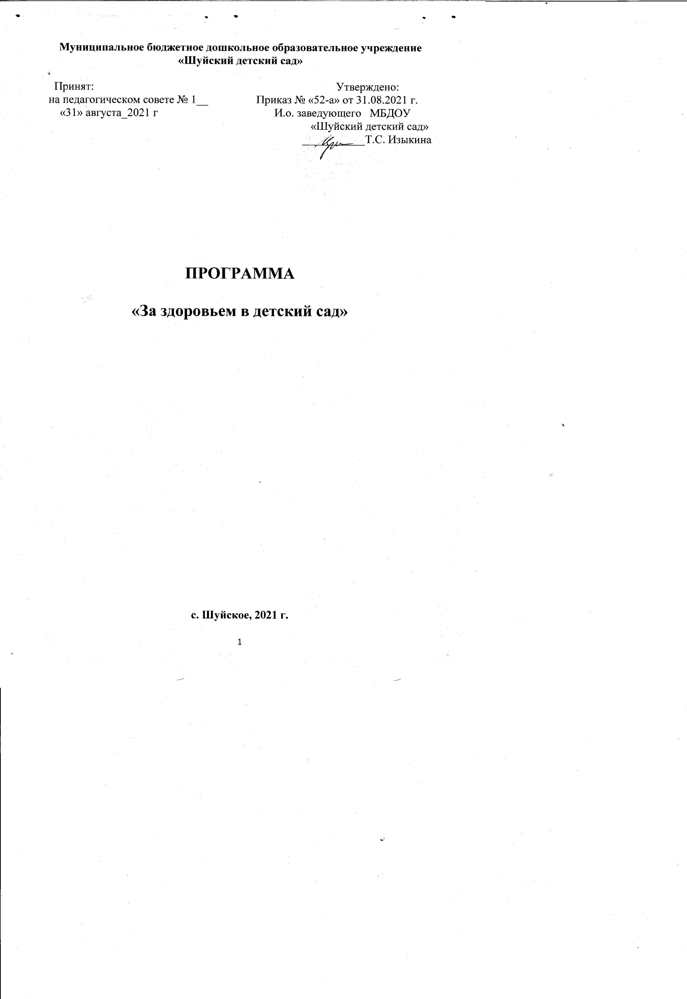 Муниципальное бюджетное дошкольное образовательное учреждение
«Шуйский детский сад»
Принят:
на педагогическом совете № 1__
«31» августа_2021 г
Утверждено:
Приказ № «52-а» от 31.08.2021 г.
И.о. заведующего МБДОУ
«Шуйский детский сад»
Т.С. Изыкина
ПРОГРАММА
«За здоровьем в детский сад»
с. Шуйское, 2021 г.
1